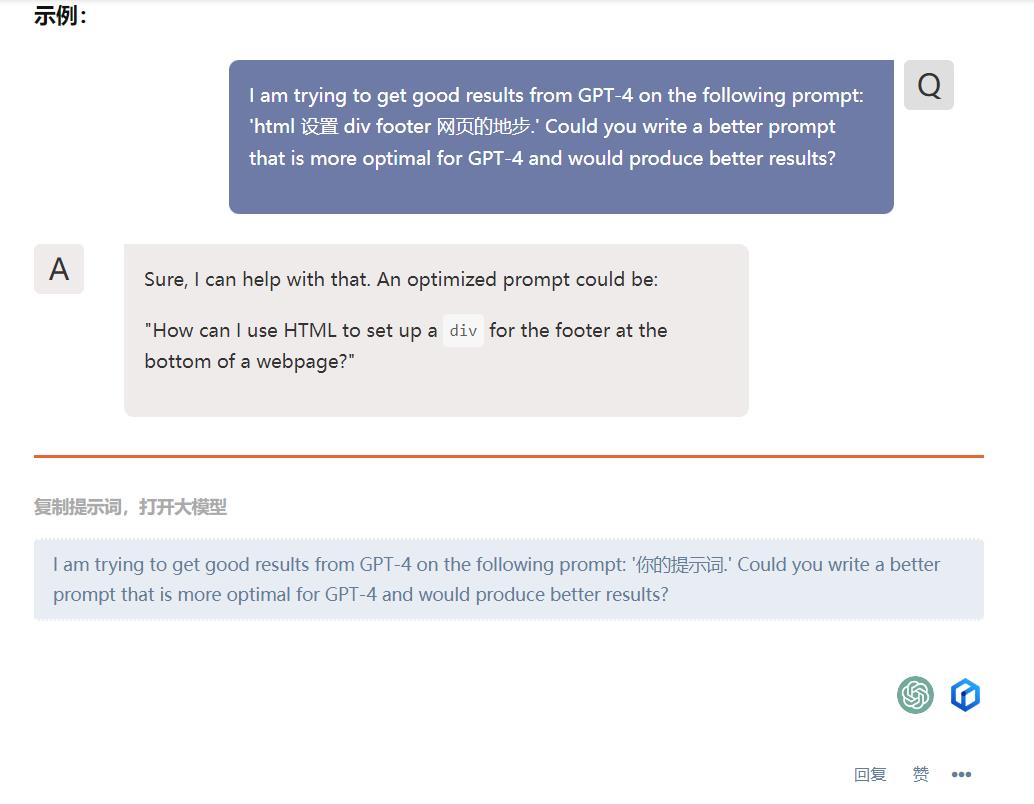 示例：
I am trying to get good results from GPT-4 on the following prompt:
'html 设置 div footer 网页的地步.' Could you write a better prompt
that is more optimal for GPT-4 and would produce better results?
Q
A
Sure, I can help with that. An optimized prompt could be:
"How can I use HTML to set up a div for the footer at the
bottom of a webpage?"
复制提示词，打开大模型
I am trying to get good results from GPT-4 on the following prompt: '你的提示词.' Could you write a better
prompt that is more optimal for GPT-4 and would produce better results?
回复 赞 •••